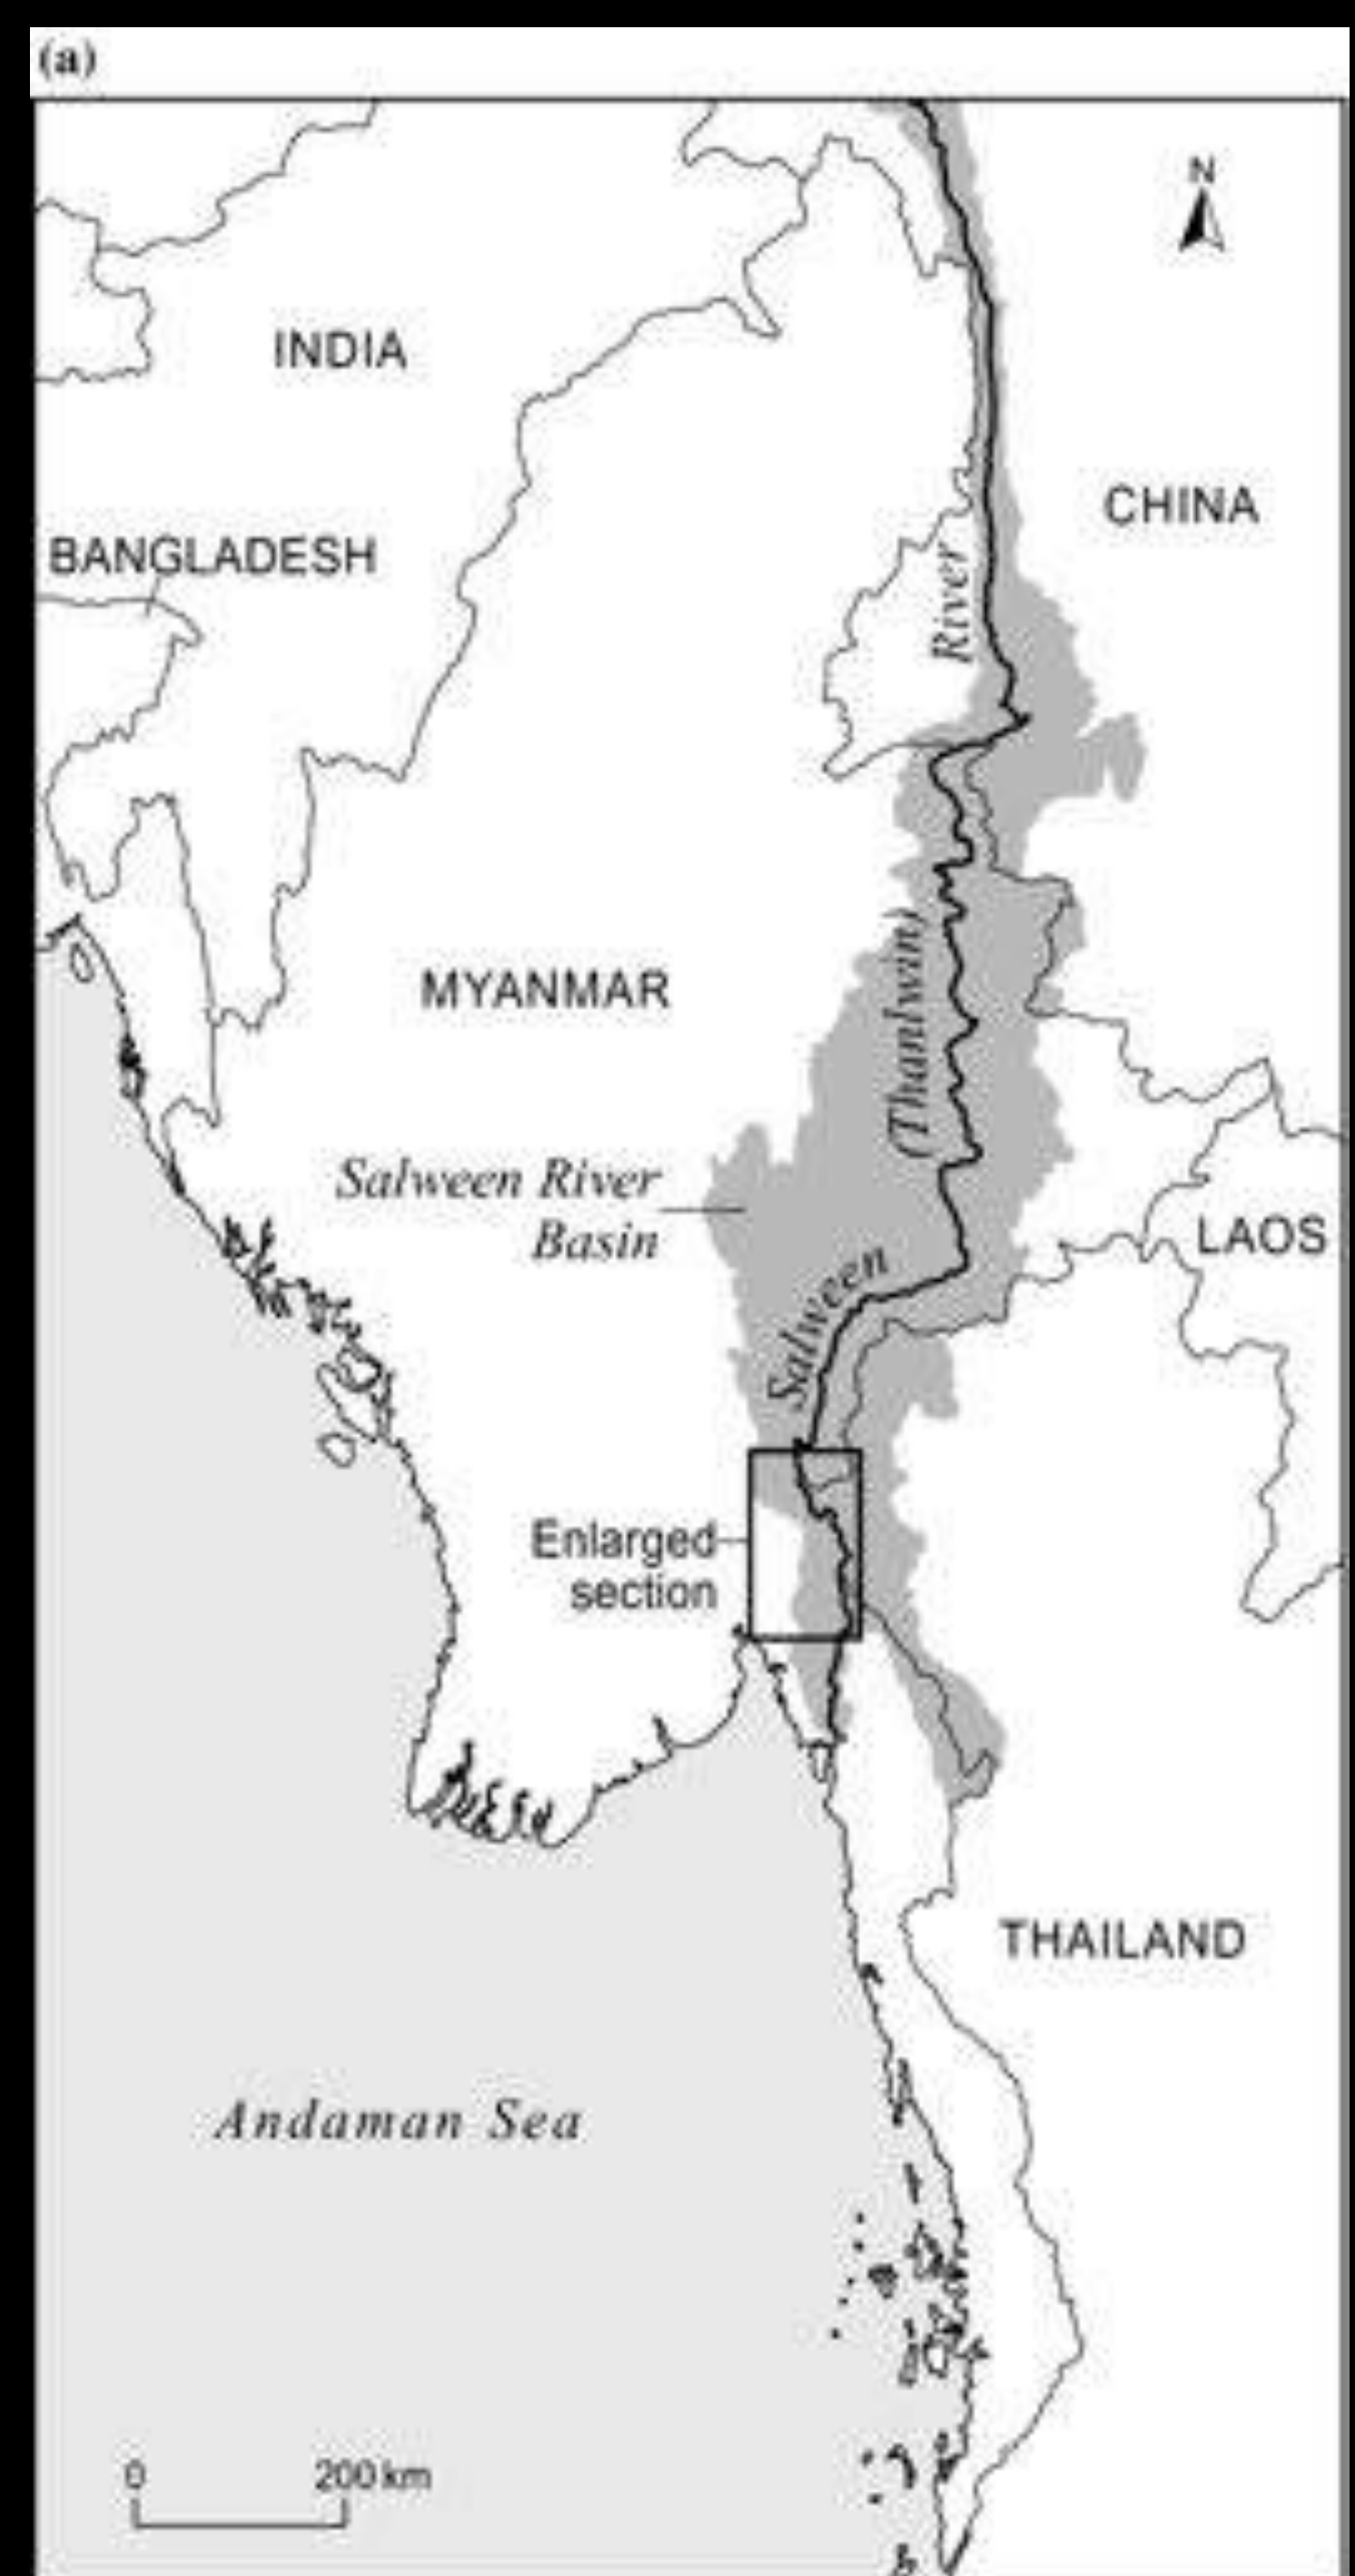 (a)
N
INDIA
CHINA
BANGLADESH
River
(Thanlwin)
MYANMAR
Salween River
Basin
LAOS
Salween
Enlarged
section
THAILAND
Andaman Sea
0 200 km